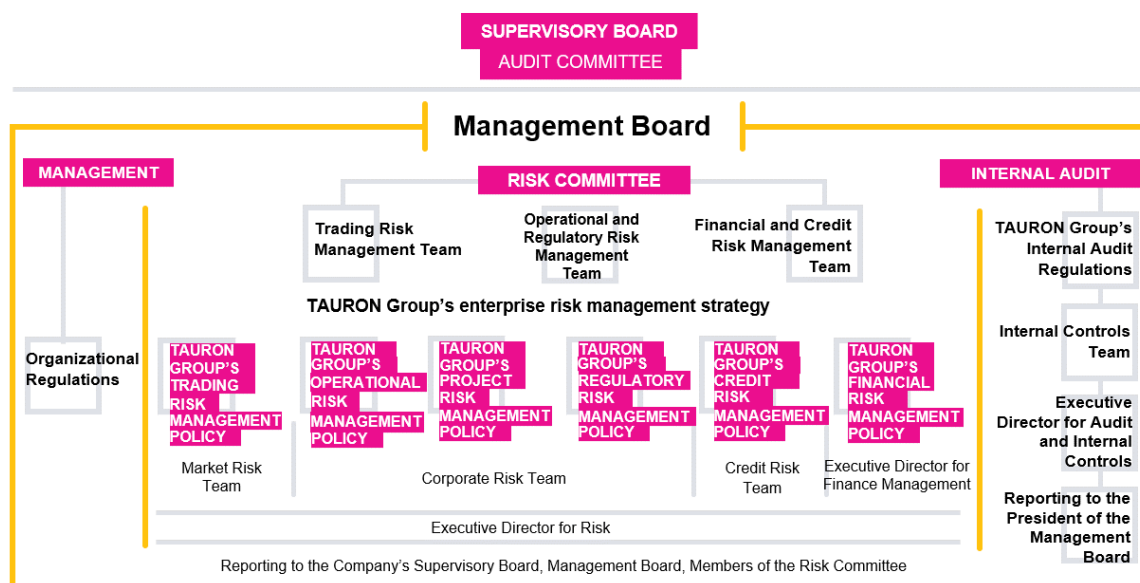 SUPERVISORY BOARD
AUDIT COMMITTEE
Management Board
MANAGEMENT
RISK COMMITTEE
INTERNAL AUDIT
Trading Risk
Management Team
Operational and
Regulatory Risk
Management
Team
Financial and Credit
Risk Management
Team
TAURON Group's
Internal Audit
Regulations
TAURON Group's enterprise risk management strategy
Organizational
Regulations
TAURON
GROUP'S
TRADING
RISK
MANAGEMENT
POLICY
TAURON
GROUP'S
OPERATIONAL
RISK
MANAGEMENT
POLICY
TAURON
GROUP'S
PROJECT
RISK
MANAGEMENT
POLICY
TAURON
GROUP'S
REGULATORY
RISK
MANAGEMENT
POLICY
TAURON
GROUP'S
CREDIT
RISK
MANAGEMENT
POLICY
TAURON
GROUP'S
FINANCIAL
RISK
MANAGEMENT
POLICY
Internal Controls
Team
Executive
Director for Audit
and Internal
Controls
Market Risk
Team
Corporate Risk Team
Credit Risk
Team
Executive Director for
Finance Management
Reporting to the
President of the
Management
Board
Executive Director for Risk
Reporting to the Company's Supervisory Board, Management Board, Members of the Risk Committee